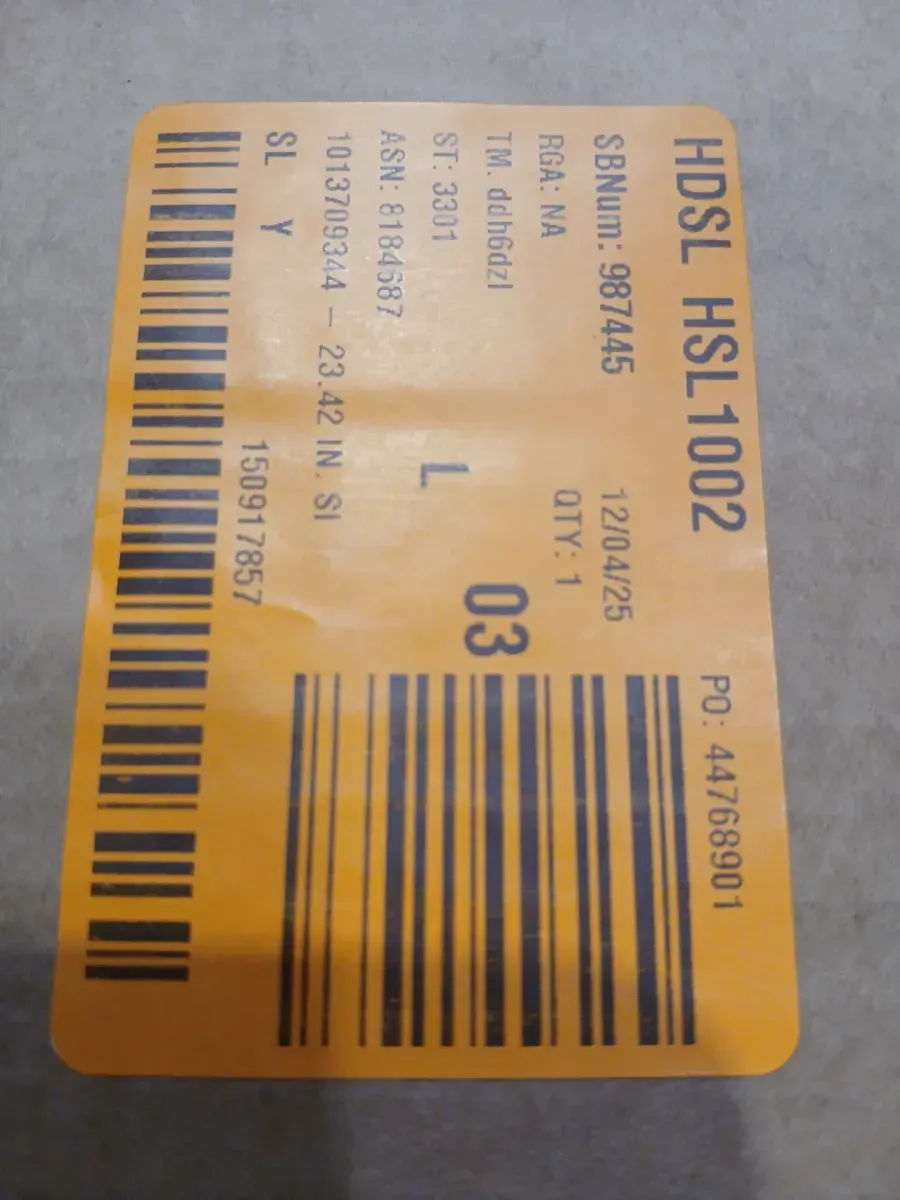 HDSL HSL1002
PO: 44768901
SBNum: 987445 12/04/25
RGA: NA QTY: 1
TM. ddh6dzl
03
ST: 3301 L
ASN: 8184687
1013709344 - 23.42 IN. SI
SL Y 150917857